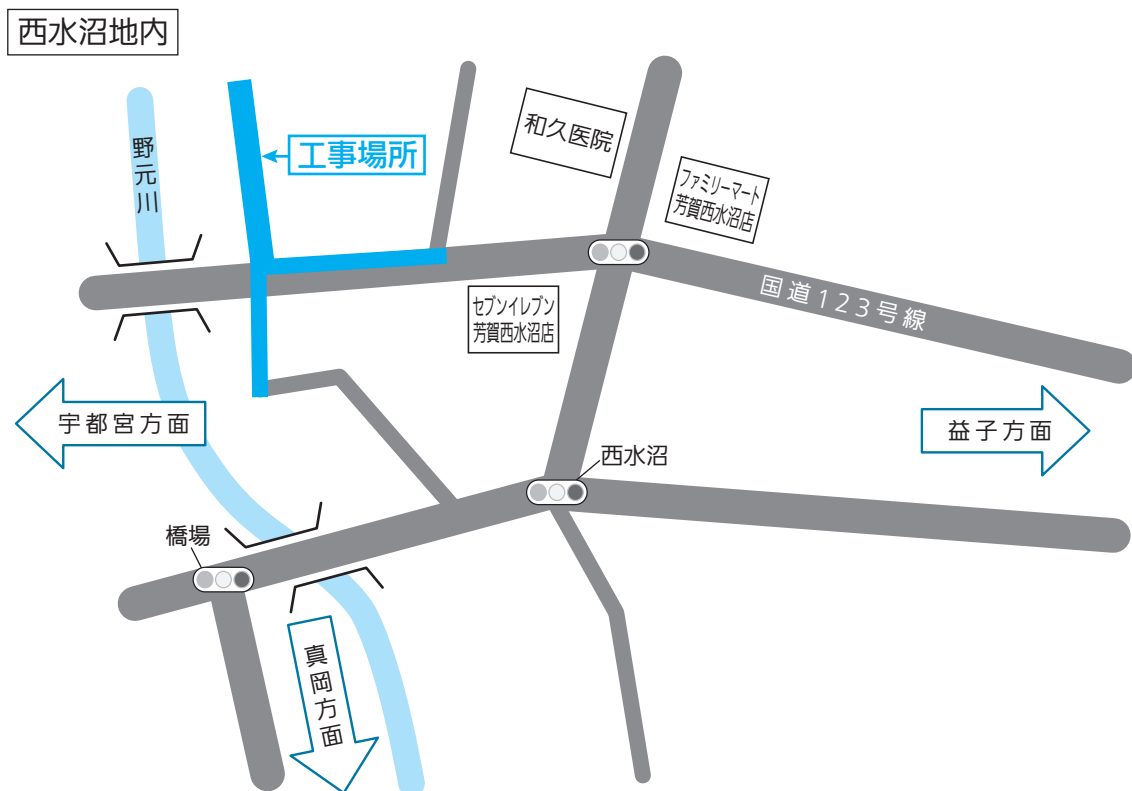 西水沼地内
野元川
工事場所
和久医院
ファミリーマート
芳賀西水沼店
セブンイレブン
芳賀西水沼店
国道123号線
宇都宮方面
益子方面
西水沼
橋場
真岡方面